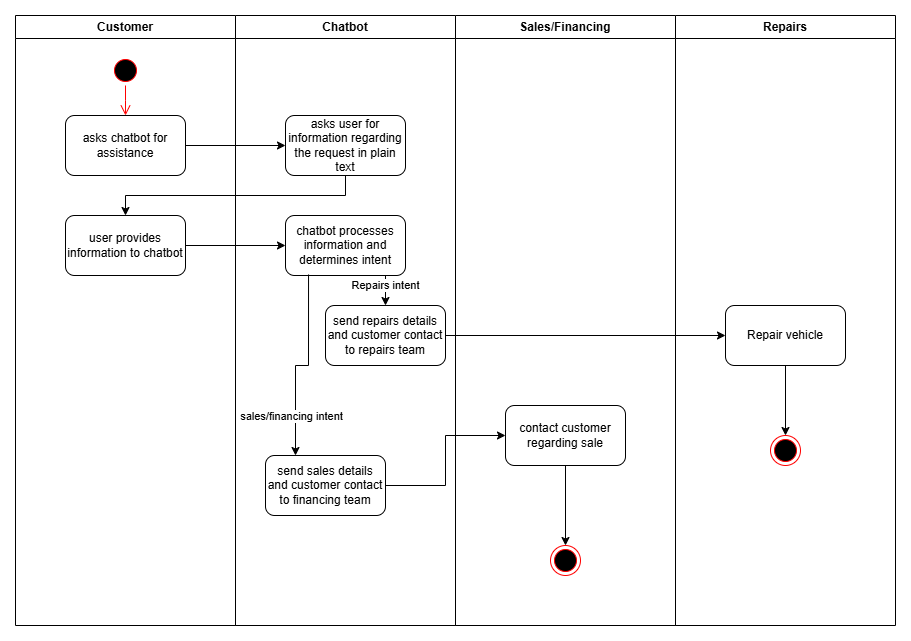 Customer
Chatbot
Sales/Financing
Repairs
asks chatbot for
assistance
asks user for
information regarding
the request in plain
text
user provides
information to chatbot
chatbot processes
information and
determines intent
Repairs intent
send repairs details
and customer contact
to repairs team
Repair vehicle
sales/financing intent
contact customer
regarding sale
send sales details
and customer contact
to financing team